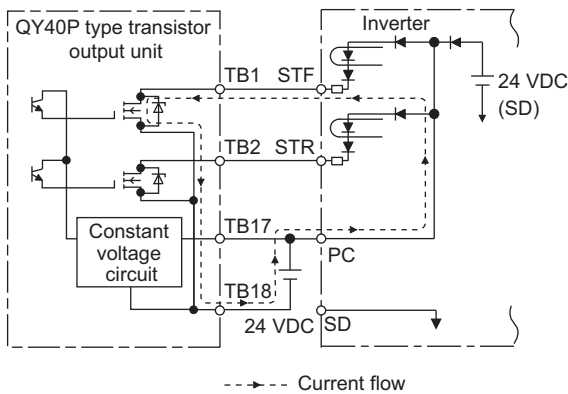 QY40P type transistor
output unit
Inverter
TB1 STF
24 VDC
(SD)
TB2 STR
TB17
Constant
voltage
circuit
PC
TB18
24 VDC
SD
Current flow